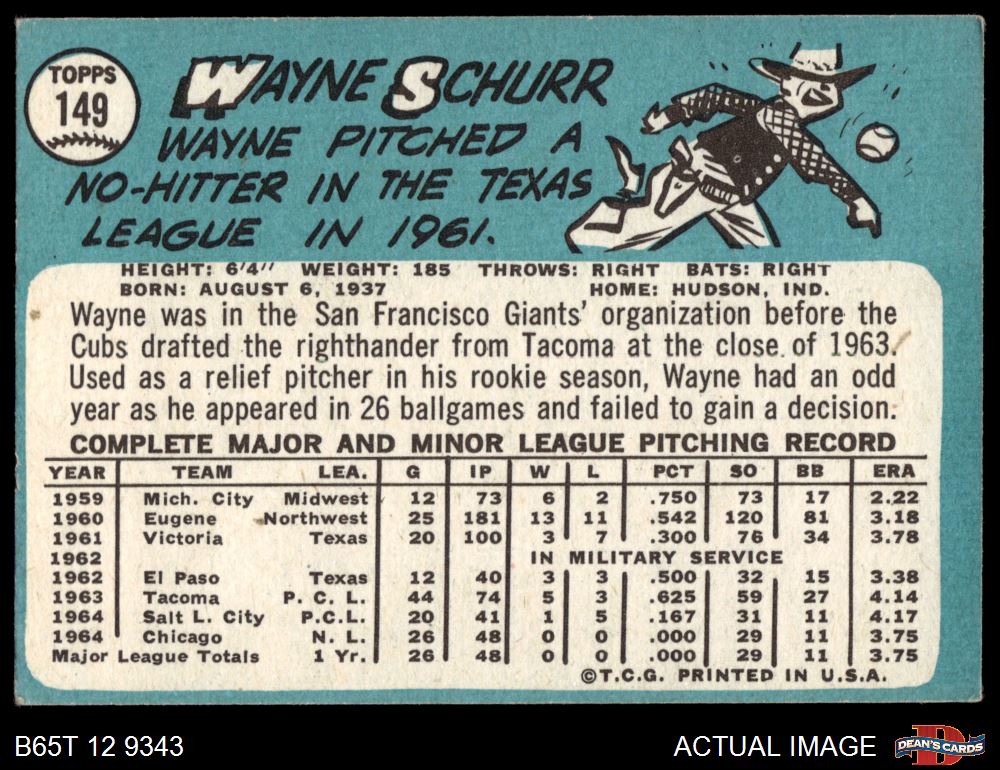 TOPPS
149
WAYNE SCHURR
WAYNE PITCHED A
NO-HITTER IN THE TEXAS
LEAGUE IN 1961.
HEIGHT: 6'4" WEIGHT: 185 THROWS: RIGHT BATS: RIGHT
BORN: AUGUST 6, 1937 HOME: HUDSON, IND.
Wayne was in the San Francisco Giants' organization before the
Cubs drafted the righthander from Tacoma at the close of 1963.
Used as a relief pitcher in his rookie season, Wayne had an odd
year as he appeared in 26 ballgames and failed to gain a decision.
COMPLETE MAJOR AND MINOR LEAGUE PITCHING RECORD
YEAR TEAM LEA. G IP W L PCT SO BB ERA
1959 Mich. City Midwest 12 73 6 2 .750 73 17 2.22
1960 Eugene Northwest 25 181 13 11 .542 120 81 3.18
1961 Victoria Texas 20 100 3 7 .300 76 34 3.78
1962 IN MILITARY SERVICE
1962 El Paso Texas 12 40 3 3 .500 32 15 3.38
1963 Tacoma P. C. L. 44 74 5 3 .625 59 27 4.14
1964 Salt L. City P.C.L. 20 41 1 5 .167 31 11 4.17
1964 Chicago N. L. 26 48 0 0 .000 29 11 3.75
Major League Totals 1 Yr. 26 48 0 0 .000 29 11 3.75
©T.C.G. PRINTED IN U.S.A.
B65T 12 9343 ACTUAL IMAGE D DEAN'S CARDS